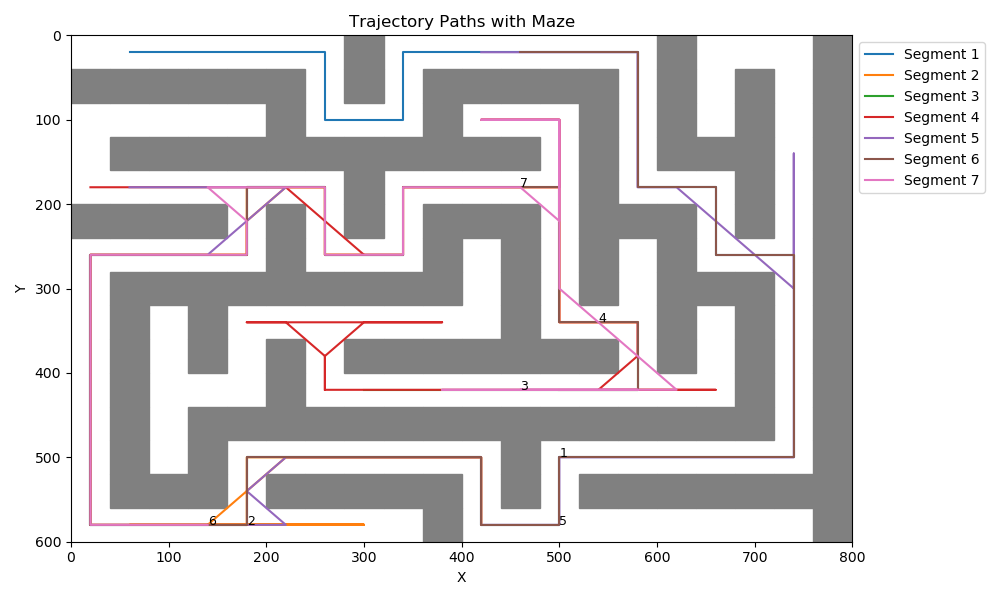 Trajectory Paths with Maze
0
100
200
300
400
500
600
Y
0 100 200 300 400 500 600 700 800
X
7
4
3
1
6 2 5
Segment 1
Segment 2
Segment 3
Segment 4
Segment 5
Segment 6
Segment 7